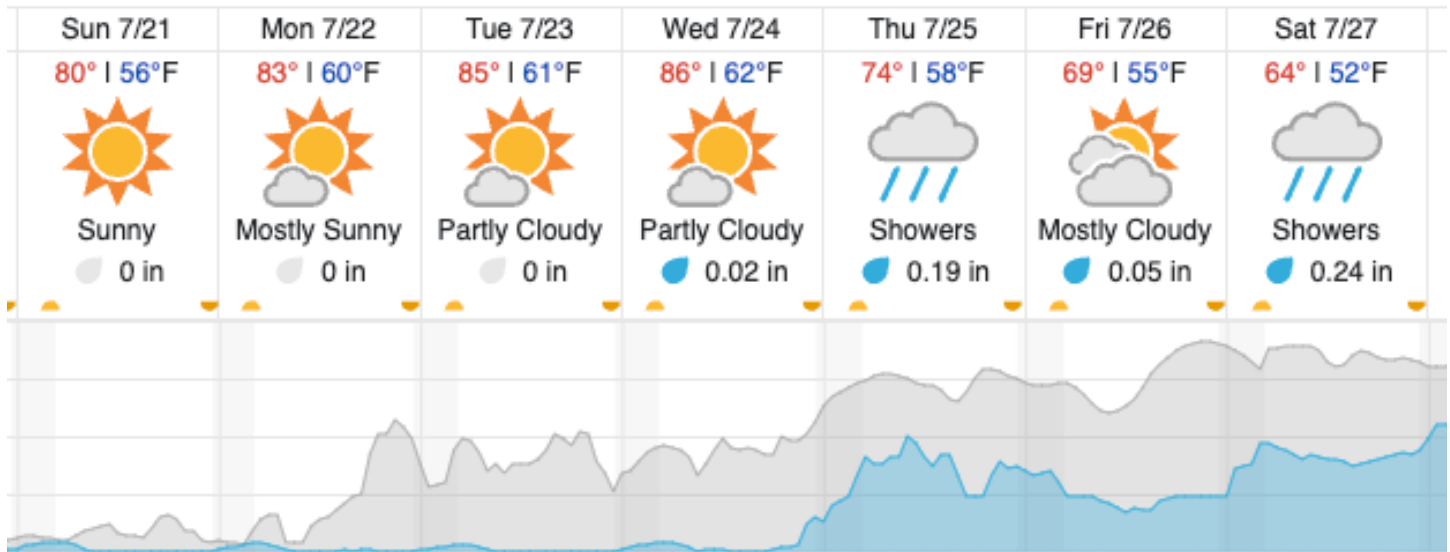 Sun 7/21 Mon 7/22 Tue 7/23 Wed 7/24 Thu 7/25 Fri 7/26 Sat 7/27
80° | 56°F 83° | 60°F 85° | 61°F 86° | 62°F 74° | 58°F 69° | 55°F 64° | 52°F
Sunny Mostly Sunny Partly Cloudy Partly Cloudy Showers Mostly Cloudy Showers
0 in 0 in 0 in 0.02 in 0.19 in 0.05 in 0.24 in